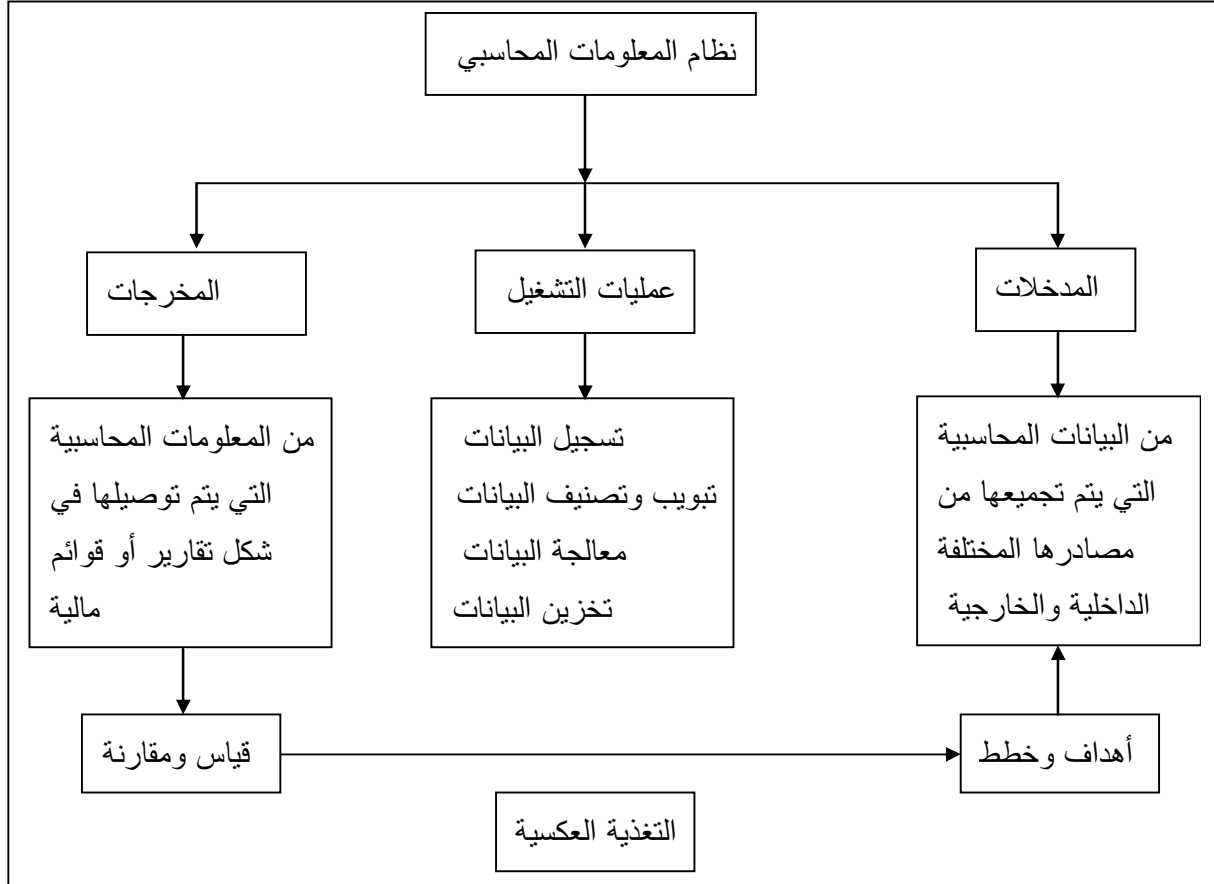 نظام المعلومات المحاسبي
المدخلات
عمليات التشغيل
المخرجات
من البيانات المحاسبية
التي يتم تجميعها من
مصادرها المختلفة
الداخلية والخارجية
تسجيل البيانات
تبويب وتصنيف البيانات
معالجة البيانات
تخزين البيانات
من المعلومات المحاسبية
التي يتم توصيلها في
شكل تقارير أو قوائم
مالية
أهداف وخطط
قياس ومقارنة
التغذية العكسية